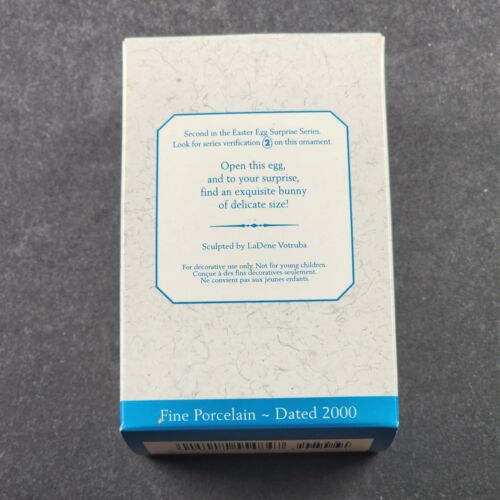 Second in the Easter Egg Surprise Series.
Look for series verification 2 on this ornament.
Open this egg,
and to your surprise,
find an exquisite bunny
of delicate size!
Sculpted by LaDene Votruba
For decorative use only. Not for young children.
Conçue à des fins décoratives seulement.
Ne convient pas aux jeunes enfants.
Fine Porcelain ~ Dated 2000